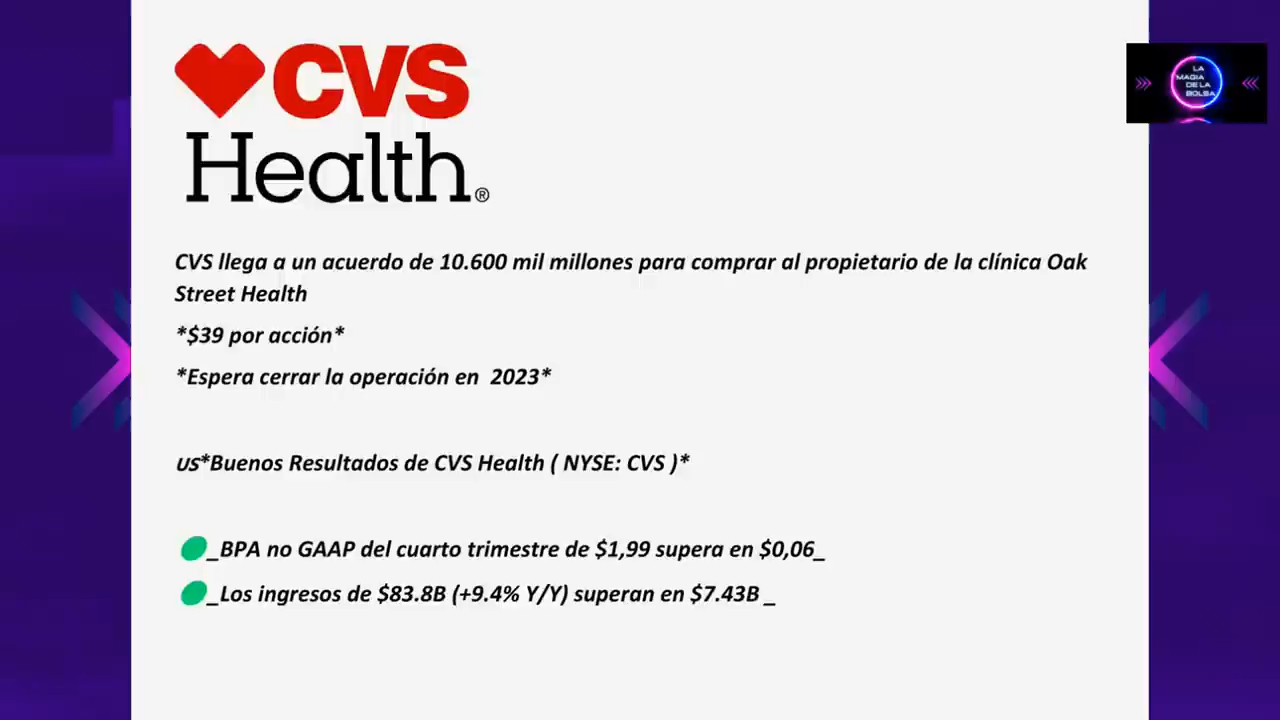 CVS
Health®
LA
MAGIA
DE LA
BOLSA
CVS llega a un acuerdo de 10.600 mil millones para comprar al propietario de la clínica Oak
Street Health
*$39 por acción*
*Espera cerrar la operación en  2023*
US*Buenos Resultados de CVS Health ( NYSE: CVS )*
_BPA no GAAP del cuarto trimestre de $1,99 supera en $0,06_
_Los ingresos de $83.8B (+9.4% Y/Y) superan en $7.43B _